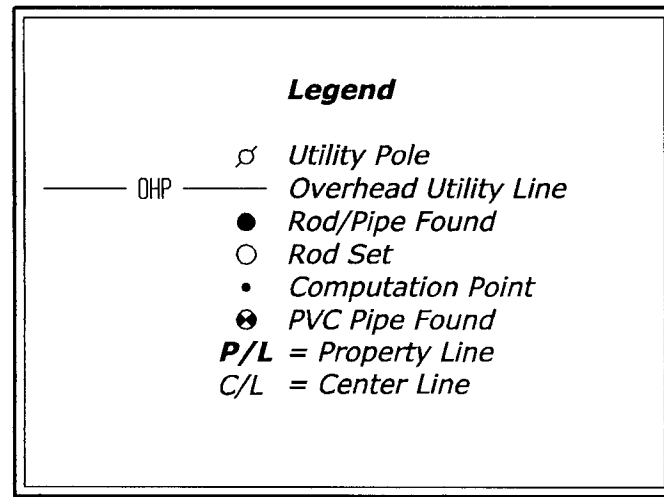 Legend
Utility Pole
OHP Overhead Utility Line
Rod/Pipe Found
Rod Set
Computation Point
PVC Pipe Found
P/L = Property Line
C/L = Center Line